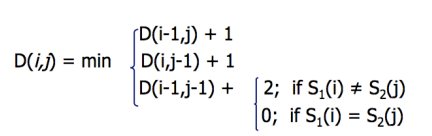 D(i-1,j) + 1
D(i,j) = min D(i,j-1) + 1
D(i-1,j-1) + 2; if S₁(i) ≠ S₂(j)
0; if S₁(i) = S₂(j)